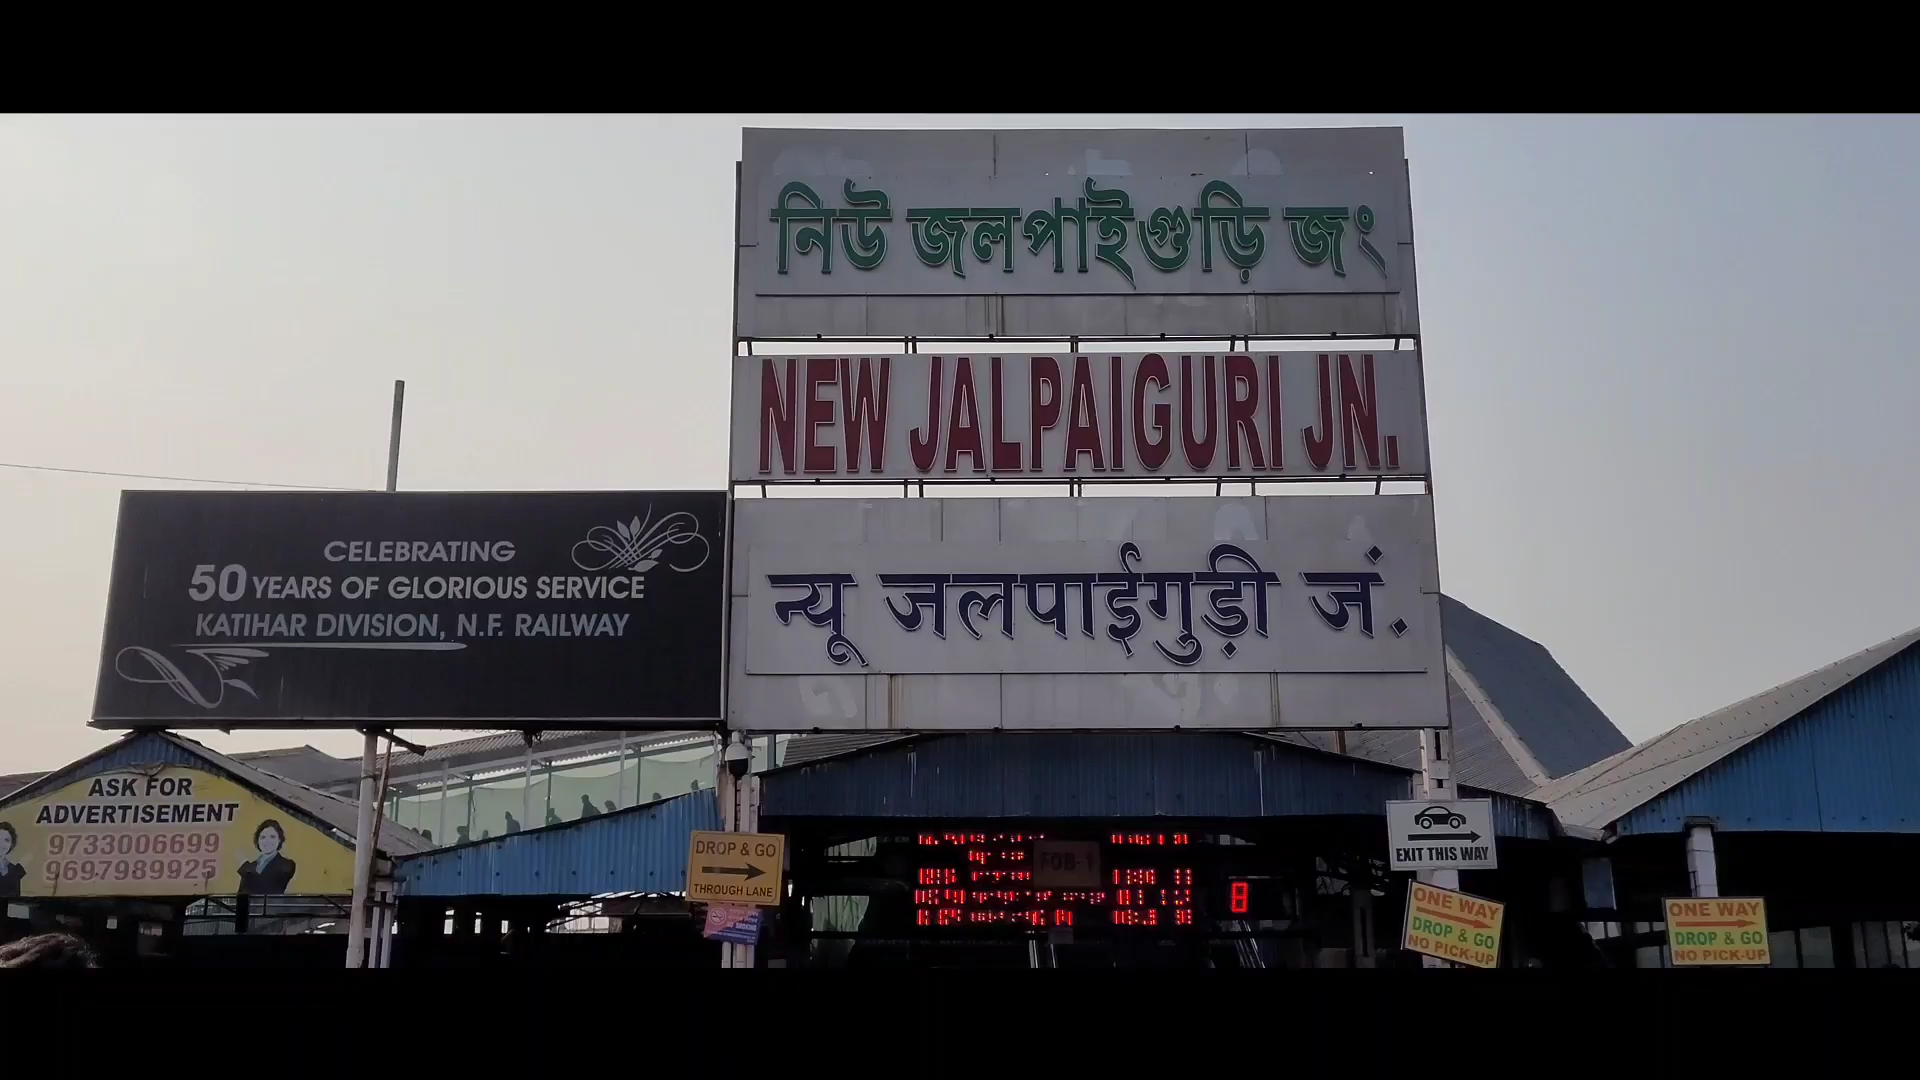 নিউ জলপাইগুড়ি জং
NEW JALPAIGURI JN.
न्यू जलपाईगुड़ी जं.
CELEBRATING
50 YEARS OF GLORIOUS SERVICE
KATIHAR DIVISION, N.F. RAILWAY
ASK FOR
ADVERTISEMENT
9733006699
9697989925
DROP & GO
THROUGH LANE
SMOKING
FOB-1
8
EXIT THIS WAY
ONE WAY
DROP & GO
NO PICK-UP
ONE WAY
DROP & GO
NO PICK-UP